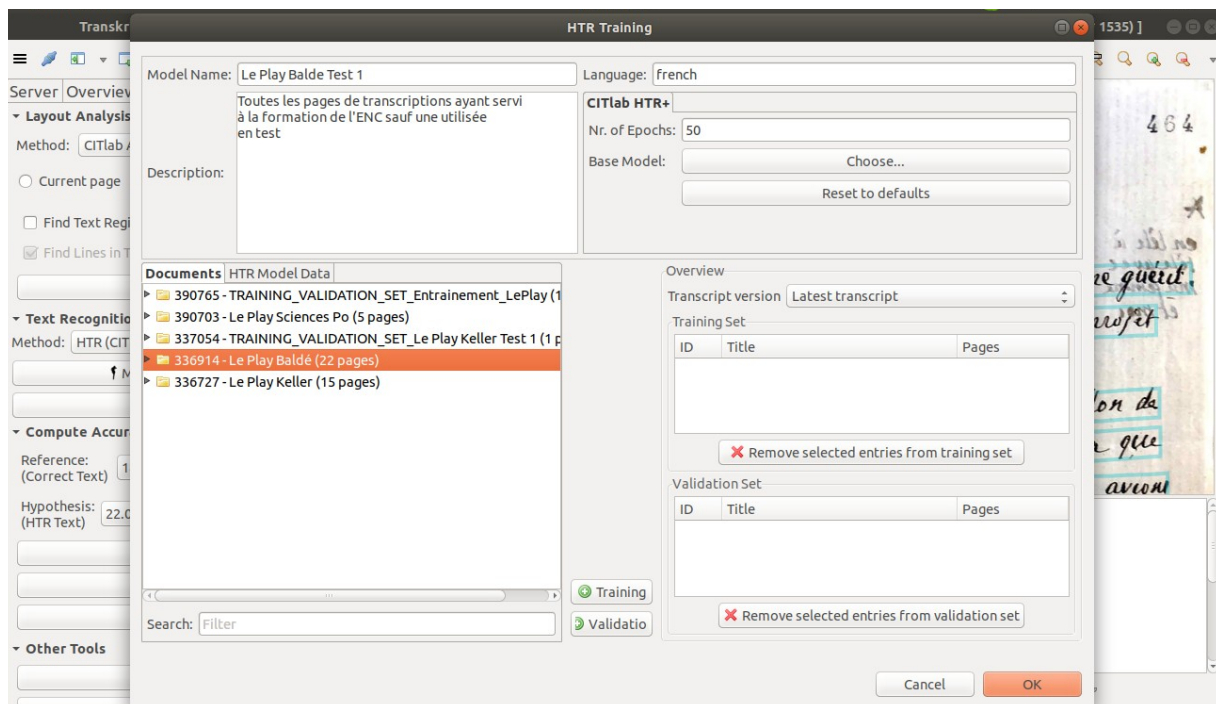 Transkr
HTR Training
1535) ]
Server
Overview
Layout Analysis
Method:
CITlab
Current page
Find Text Regi
Find Lines in T
Text Recognitio
Method:
HTR (CIT
Compute Accur
Reference:
(Correct Text)
1
Hypothesis:
(HTR Text)
22.0
Other Tools
Model Name:
Le Play Balde Test 1
Description:
Toutes les pages de transcriptions ayant servi
à la formation de l'ENC sauf une utilisée
en test
Language:
french
CITlab HTR+
Nr. of Epochs:
50
Base Model:
Choose...
Reset to defaults
Documents
HTR Model Data
390765 - TRAINING_VALIDATION_SET_Entrainement_LePlay (1
390703 - Le Play Sciences Po (5 pages)
337054 - TRAINING_VALIDATION_SET_Le Play Keller Test 1 (1 p
336914 - Le Play Baldé (22 pages)
336727 - Le Play Keller (15 pages)
Search:
Filter
Training
Validatio
Overview
Transcript version
Latest transcript
Training Set
ID Title Pages
Remove selected entries from training set
Validation Set
ID Title Pages
Remove selected entries from validation set
Cancel
OK
464
guerit.
projet
de
que
avions